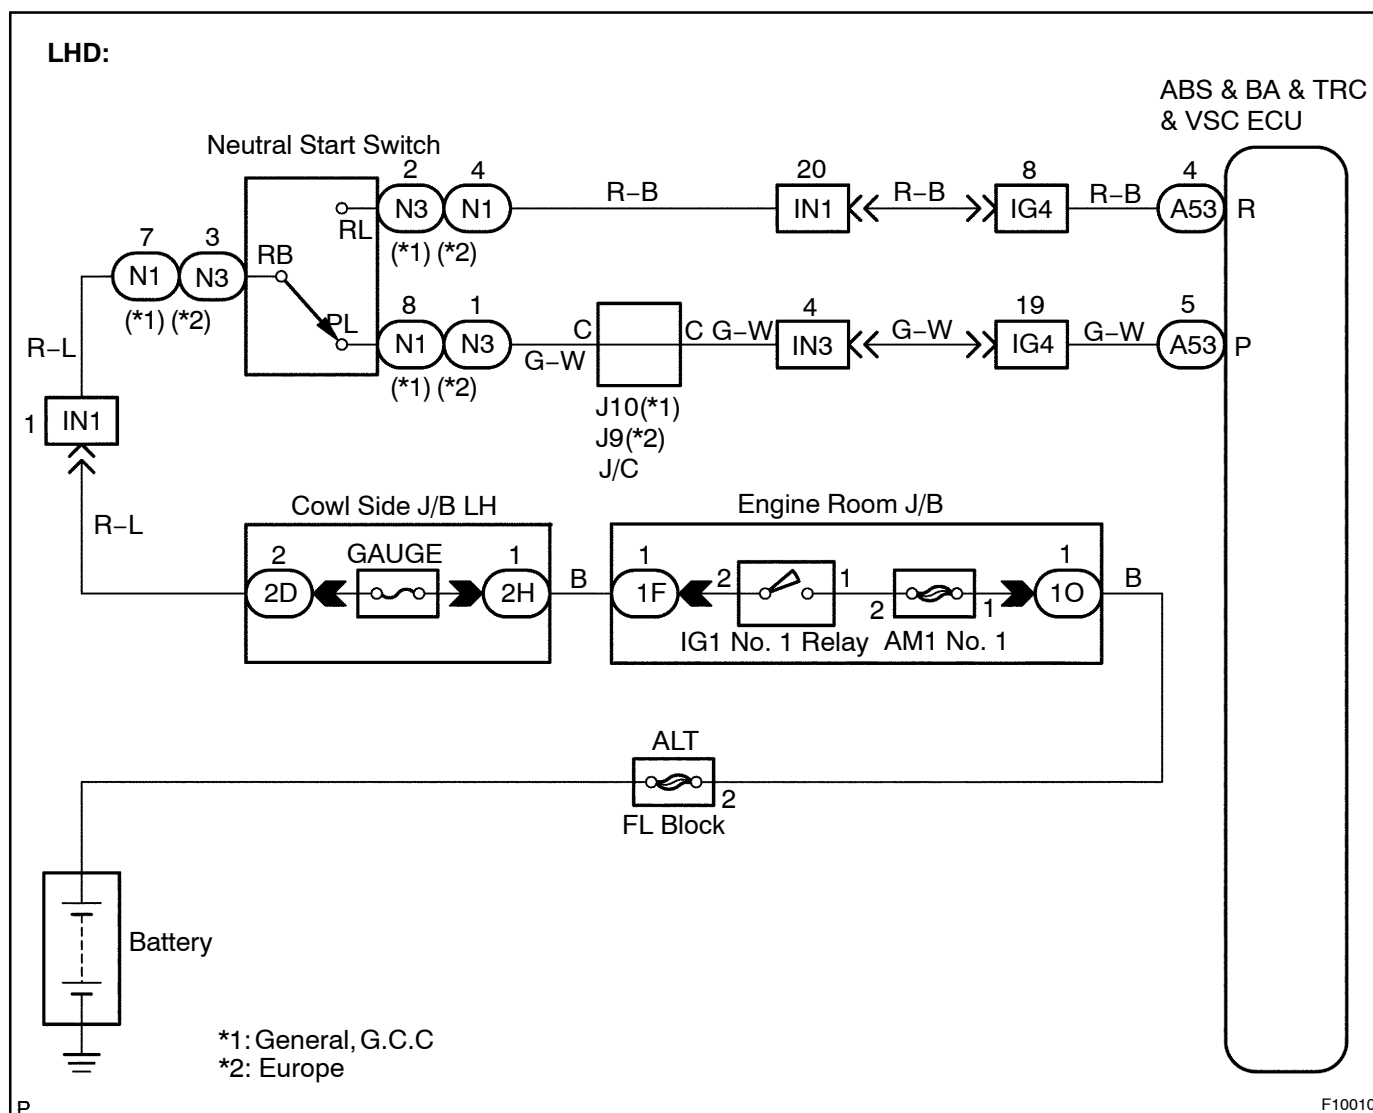 LHD:
ABS & BA & TRC
& VSC ECU
Neutral Start Switch
2 4 20 8 4
N3 N1 R–B IN1 R–B IG4 R–B A53 R
RL
(*1) (*2)
7 3
N1 N3 RB
(*1) (*2)
PL
8 1 4 19 5
N1 N3 C C G–W IN3 G–W IG4 G–W A53 P
G–W
(*1) (*2)
R–L
J10(*1)
J9(*2)
J/C
1 IN1
R–L
Cowl Side J/B LH
Engine Room J/B
2 GAUGE 1 1 1
2D 2H B 1F 2 1 2 1 1O B
IG1 No. 1 Relay AM1 No. 1
ALT
2
FL Block
Battery
*1: General, G.C.C
*2: Europe
P
F10010